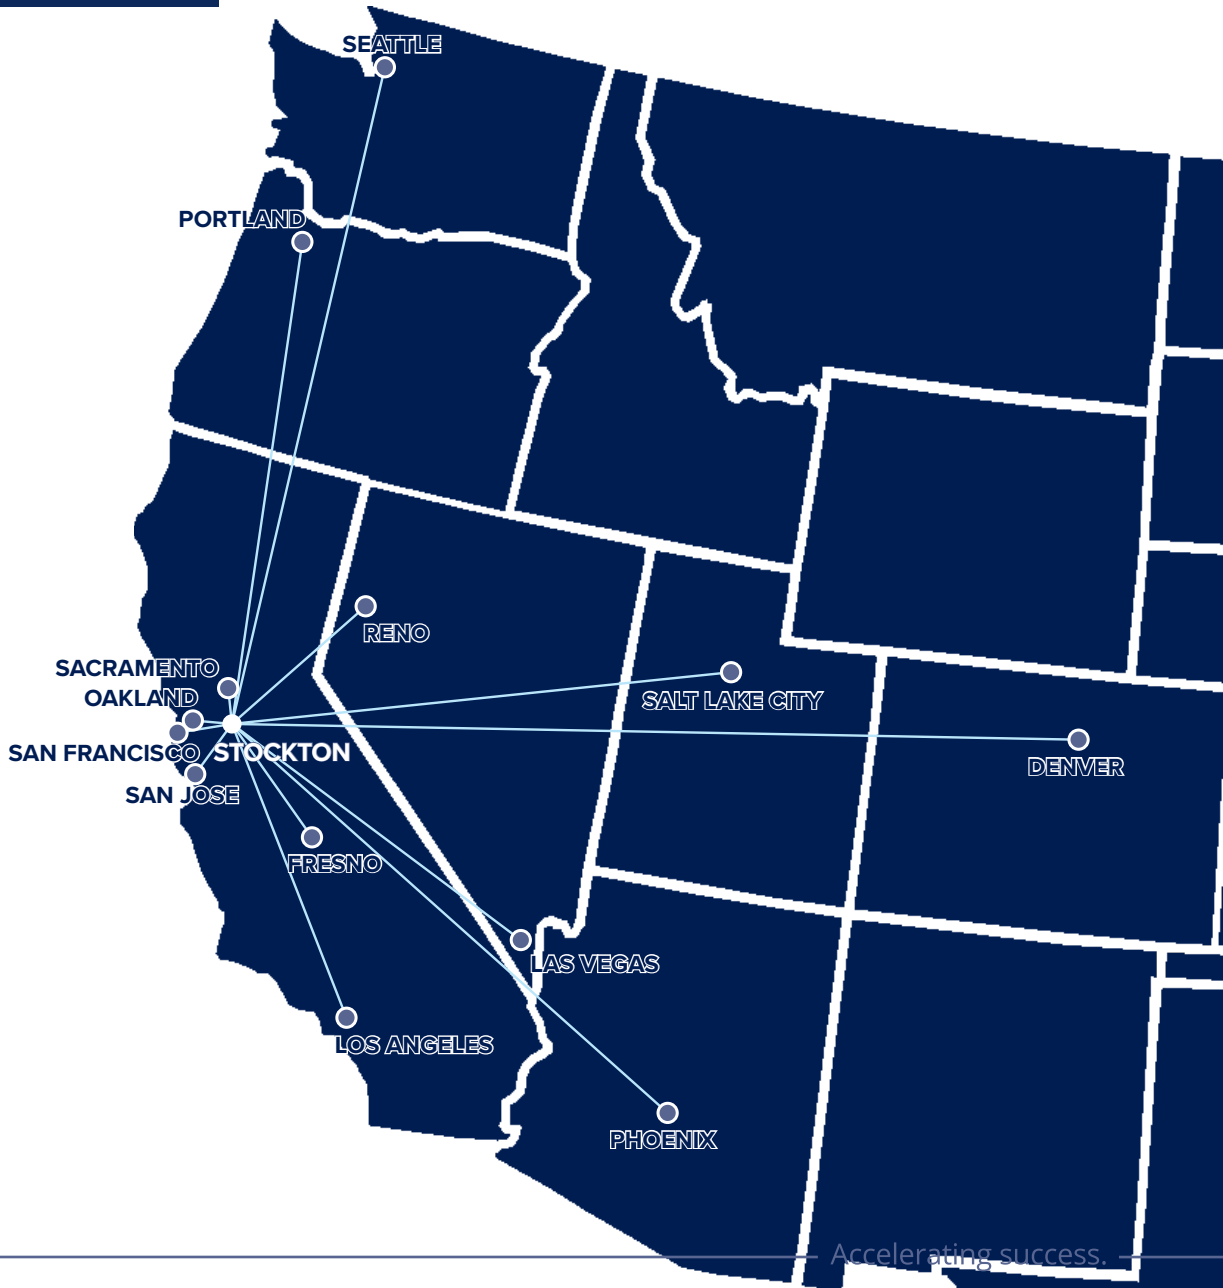 SEATTLE
PORTLAND
RENO
SACRAMENTO
OAKLAND
SALT LAKE CITY
SAN FRANCISCO
STOCKTON
DENVER
SAN JOSE
FRESNO
LAS VEGAS
LOS ANGELES
PHOENIX
Accelerating success.